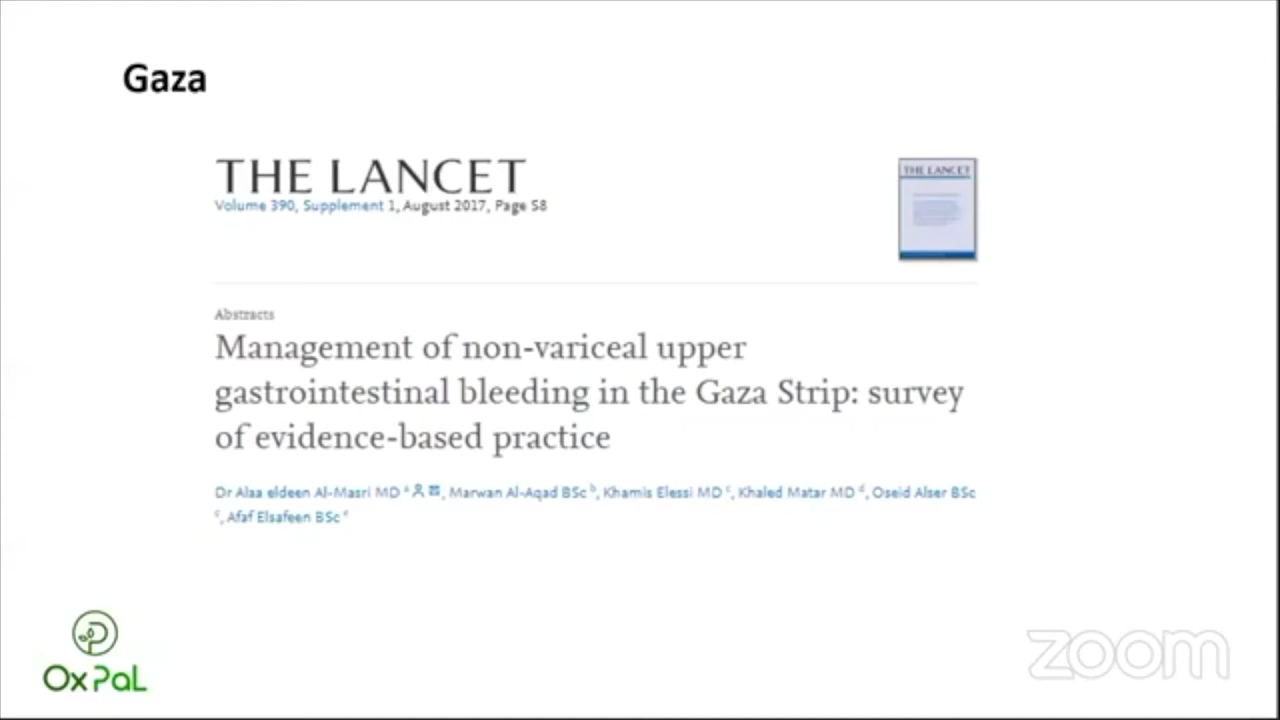 Gaza
THE LANCET
THE LANCET
Volume 390, Supplement 1, August 2017, Page S8
Abstracts
Management of non-variceal upper
gastrointestinal bleeding in the Gaza Strip: survey
of evidence-based practice
Dr Alaa eldeen Al-Masri MD a, Marwan Al-Aqad BSc b, Khamis Elessi MD c, Khaled Matar MD d, Oseid Alser BSc
c, Afaf Elsafeen BSc e
OxPaL
zoom